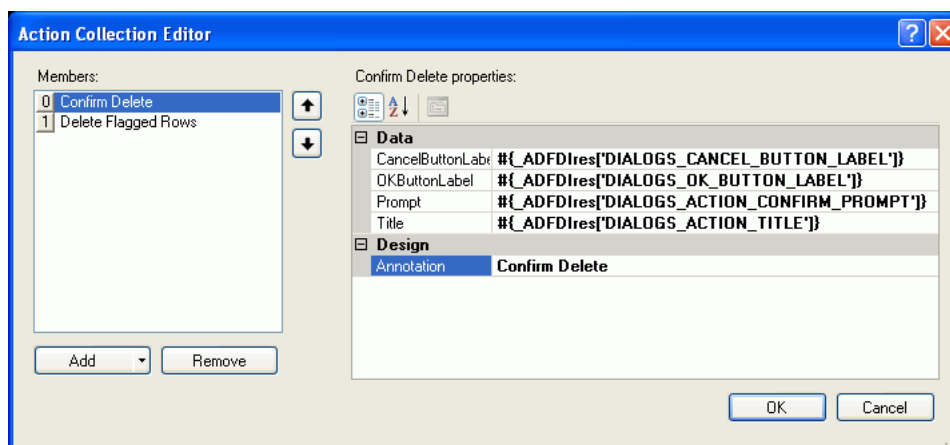 Action Collection Editor
Members:
0 Confirm Delete
1 Delete Flagged Rows
Add
Remove
Confirm Delete properties:
Data
CancelButtonLabe #{_ADFDIres['DIALOGS_CANCEL_BUTTON_LABEL']}
OKButtonLabel #{_ADFDIres['DIALOGS_OK_BUTTON_LABEL']}
Prompt #{_ADFDIres['DIALOGS_ACTION_CONFIRM_PROMPT']}
Title #{_ADFDIres['DIALOGS_ACTION_TITLE']}
Design
Annotation Confirm Delete
OK
Cancel